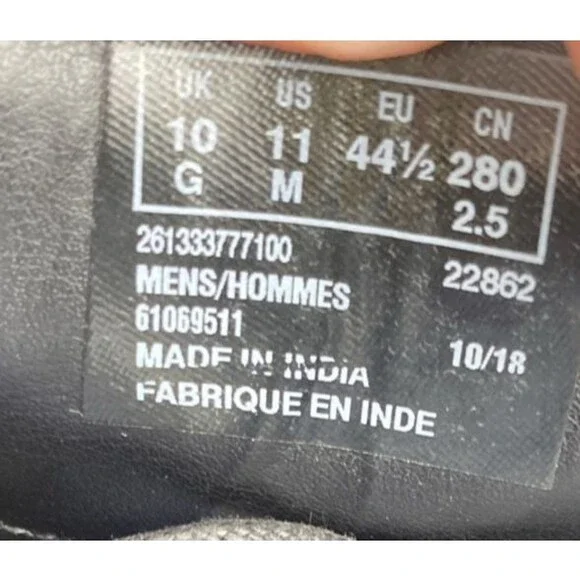 UK US EU CN
10 11 44½ 280
G M 2.5
261333777100 22862
MENS/HOMMES
61069511 10/18
MADE IN INDIA
FABRIQUE EN INDE